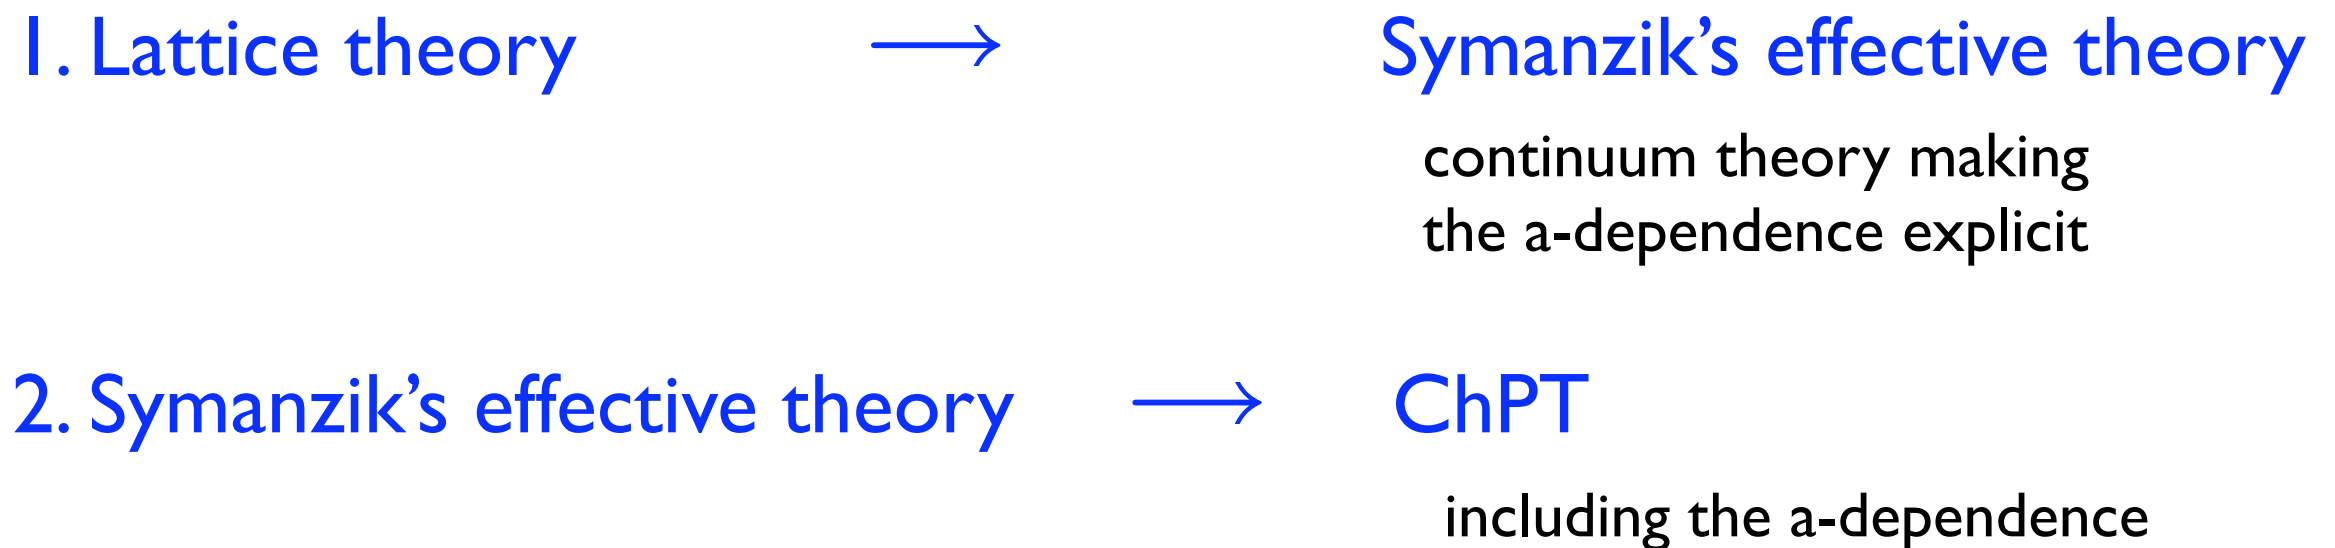 1. Lattice theory ⟶ Symanzik’s effective theory
continuum theory making
the a-dependence explicit
2. Symanzik’s effective theory ⟶ ChPT
including the a-dependence